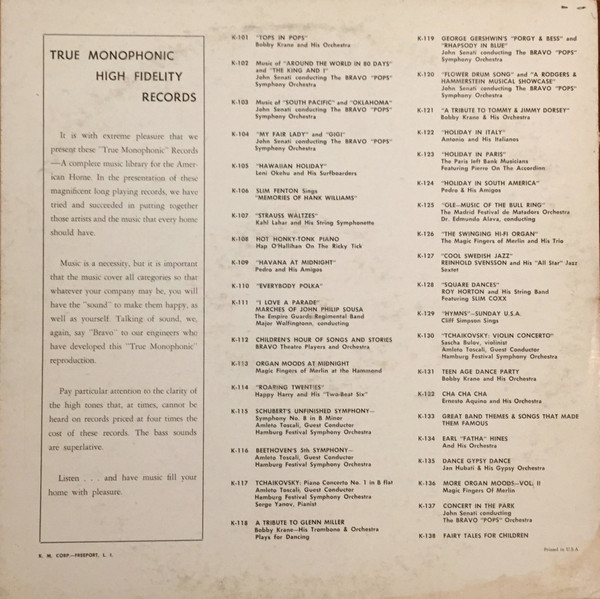 TRUE MONOPHONIC
HIGH FIDELITY
RECORDS
It is with extreme pleasure that we
present these "True Monophonic" Records
—A complete music library for the Amer-
ican Home. In the presentation of these
magnificent long playing records, we have
tried and succeeded in putting together
those artists and the music that every home
should have.
Music is a necessity, but it is important
that the music cover all categories so that
whatever your company may be, you will
have the "sound" to make them happy, as
well as yourself. Talking of sound, we,
again, say "Bravo" to our engineers who
have developed this "True Monophonic"
reproduction.
Pay particular attention to the clarity of
the high tones that, at times, cannot be
heard on records priced at four times the
cost of these records. The bass sounds
are superlative.
Listen . . . and have music fill your
home with pleasure.
K. M. CORP—FREEPORT, L. I.
K-101 "TOPS IN POPS"
Bobby Krane and His Orchestra
K-102 Music of "AROUND THE WORLD IN 80 DAYS"
and "THE KING AND I"
John Senati Conducting The BRAVO "POPS"
Symphony Orchestra
K-103 Music of "SOUTH PACIFIC" and "OKLAHOMA"
John Senati Conducting The BRAVO "POPS"
Symphony Orchestra
K-104 "MY FAIR LADY" and "GIGI"
John Senati Conducting The BRAVO "POPS"
Symphony Orchestra
K-105 "HAWAIIAN HOLIDAY"
Leni Okehu and His Surfboarders
K-106 SLIM FENTON Sings
"MEMORIES OF HANK WILLIAMS"
K-107 "STRAUSS WALTZES"
Kahl Lahar and His String Symphonette
K-108 HOT HONKY-TONK PIANO
Hap O'Hallihan On The Ricky Tick
K-109 "HAVANA AT MIDNIGHT"
Pedro and His Amigos
K-110 "EVERYBODY POLKA"
K-111 "I LOVE A PARADE"
MARCHES OF JOHN PHILIP SOUSA
The Empire Guards Regimental Band
Major Wolfingtonn, conducting
K-112 CHILDREN'S HOUR OF SONGS AND STORIES
BRAVO Theatre Players and Orchestra
K-113 ORGAN MOODS AT MIDNIGHT
Magic Fingers of Merlin at the Hammond
K-114 "ROARING TWENTIES"
Happy Harry and His "Two-Beat Six"
K-115 SCHUBERT'S UNFINISHED SYMPHONY—
Symphony No. 8 in B Minor
Amleto Toscali, Guest Conductor
Hamburg Festival Symphony Orchestra
K-116 BEETHOVEN'S 5th SYMPHONY—
Amleto Toscali, Guest Conductor
Hamburg Festival Symphony Orchestra
K-117 TCHAIKOVSKY: Piano Concerto No. 1 in B flat
Amleto Toscali, Guest Conductor
Hamburg Festival Symphony Orchestra
Serge Yanov, Pianist
K-118 A TRIBUTE TO GLENN MILLER
Bobby Krane—His Trombone & Orchestra
Plays for Dancing
K-119 GEORGE GERSHWIN'S "PORGY & BESS" and
"RHAPSODY IN BLUE"
John Senati conducting The BRAVO "POPS"
Symphony Orchestra
K-120 "FLOWER DRUM SONG" and "A RODGERS &
HAMMERSTEIN MUSICAL SHOWCASE"
John Senati conducting The BRAVO "POPS"
Symphony Orchestra
K-121 "A TRIBUTE TO TOMMY & JIMMY DORSEY"
Bobby Krane & His Orchestra
K-122 "HOLIDAY IN ITALY"
Antonio and His Italianos
K-123 "HOLIDAY IN PARIS"
The Paris left Bank Musicians
Featuring Pierre On The Accordion
K-124 "HOLIDAY IN SOUTH AMERICA"
Pedro & His Amigos
K-125 "OLE—MUSIC OF THE BULL RING"
The Madrid Festival de Matadors Orchestra
Dr. Edmundo Alava, conducting
K-126 "THE SWINGING HI-FI ORGAN"
The Magic Fingers of Merlin and His Trio
K-127 "COOL SWEDISH JAZZ"
REINHOLD SVENSSON and His "All Star" Jazz
Sextet
K-128 "SQUARE DANCES"
ROY HORTON and His String Band
Featuring SLIM COXX
K-129 "HYMNS"—SUNDAY U.S.A.
Cliff Simpson Sings
K-130 "TCHAIKOVSKY: VIOLIN CONCERTO"
Sascha Bulov, violinist
Amleto Toscali, Conductor
Hamburg Festival Symphony Orchestra
K-131 TEEN AGE DANCE PARTY
Bobby Krane and His Orchestra
K-132 CHA CHA CHA
Ernesto Aquino and His Orchestra
K-133 GREAT BAND THEMES & SONGS THAT MADE
THEM FAMOUS
K-134 EARL "FATHA" HINES
And His Orchestra
K-135 DANCE GYPSY DANCE
Jan Hubati & His Gypsy Orchestra
K-136 MORE ORGAN MOODS—VOL. II
Magic Fingers Of Merlin
K-137 CONCERT IN THE PARK
John Senati conducting
The BRAVO "POPS" Orchestra
K-138 FAIRY TALES FOR CHILDREN
Printed in U.S.A.